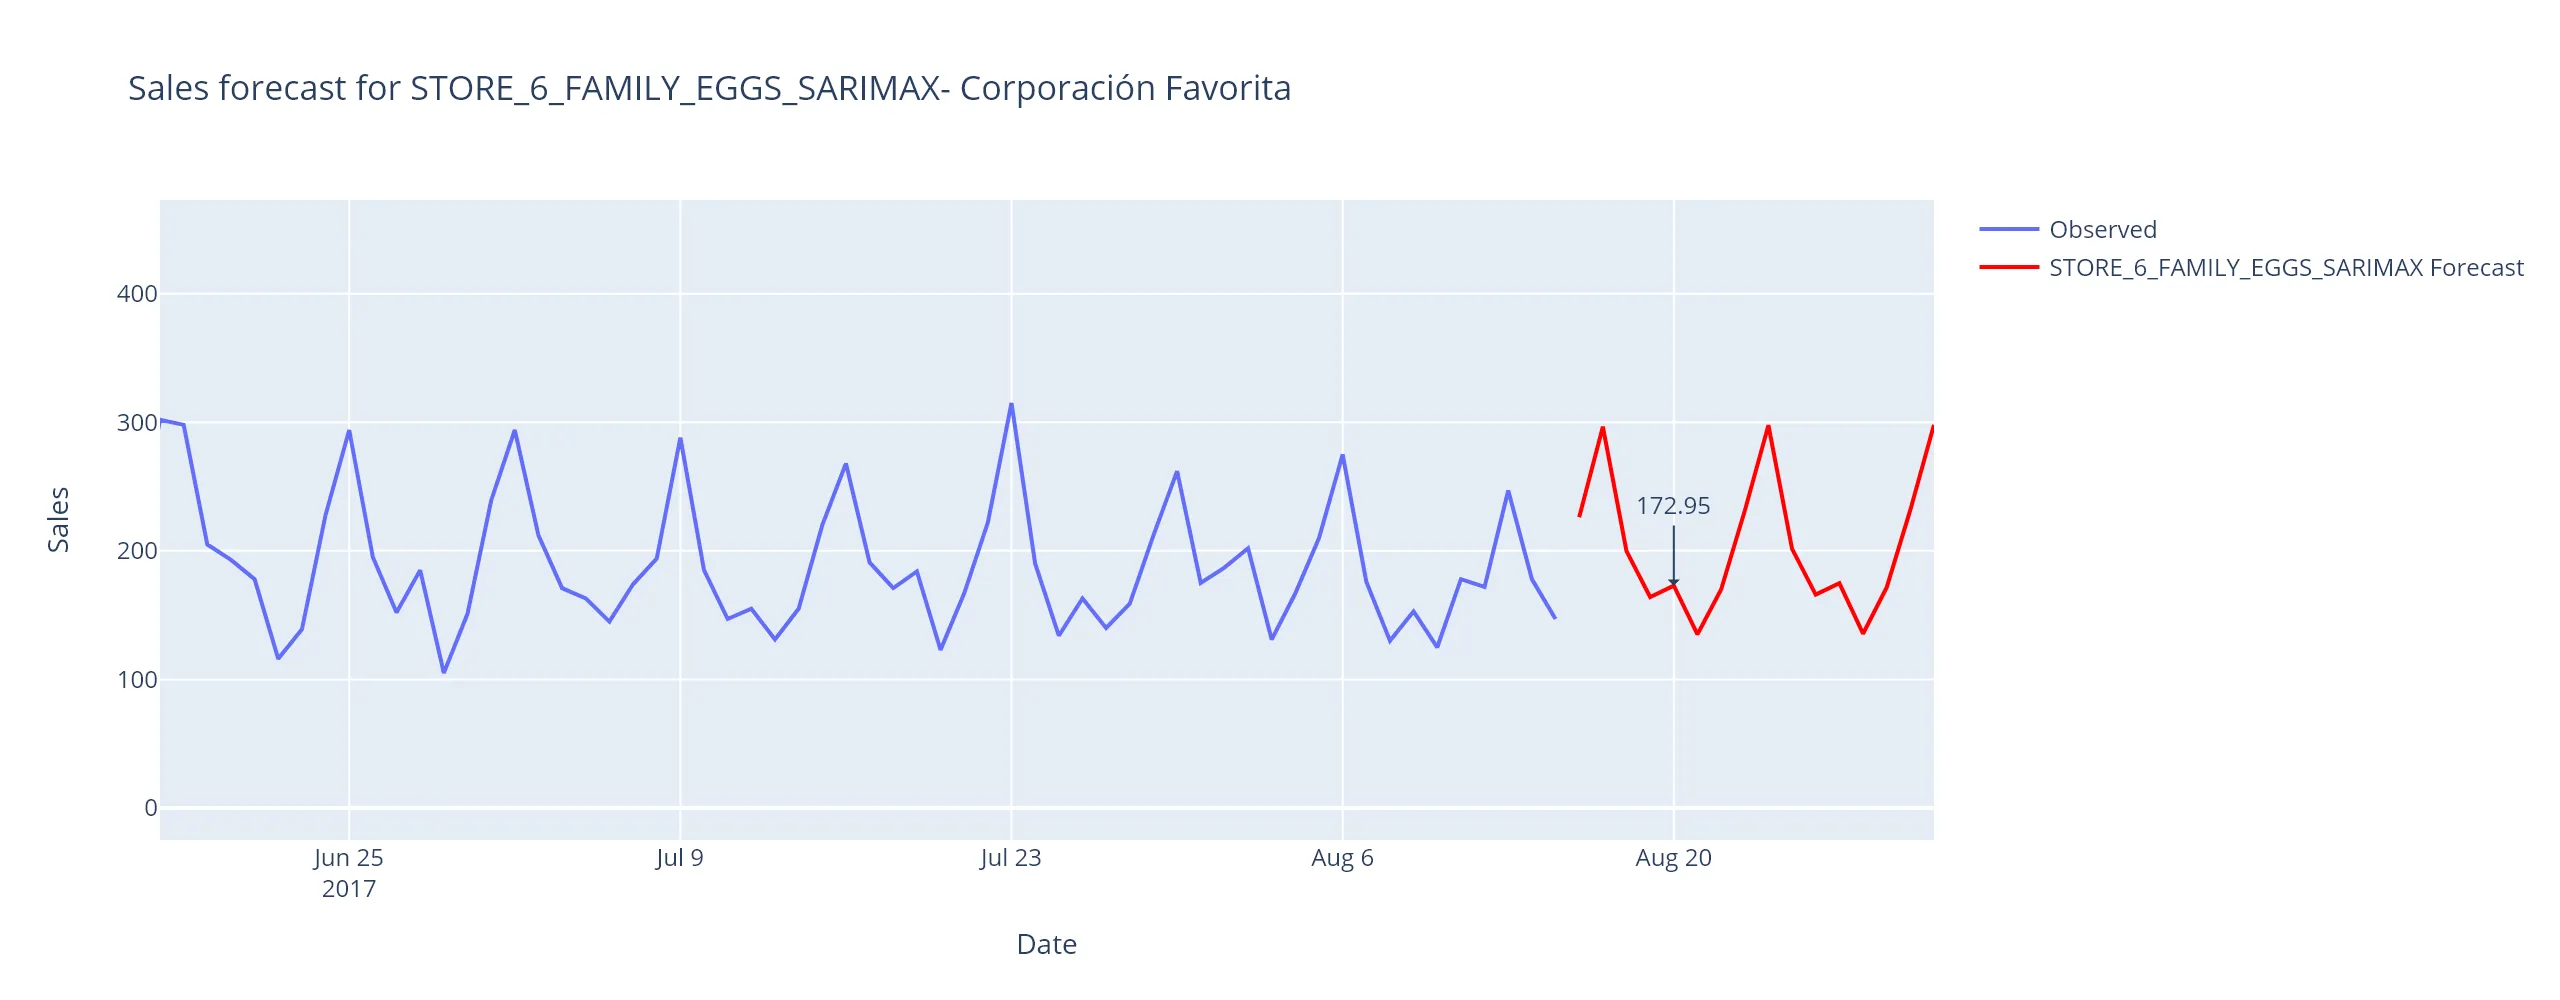 Sales forecast for STORE_6_FAMILY_EGGS_SARIMAX- Corporación Favorita
Observed
STORE_6_FAMILY_EGGS_SARIMAX Forecast
400
300
200
100
0
Sales
172.95
Jun 25
2017
Jul 9
Jul 23
Aug 6
Aug 20
Date